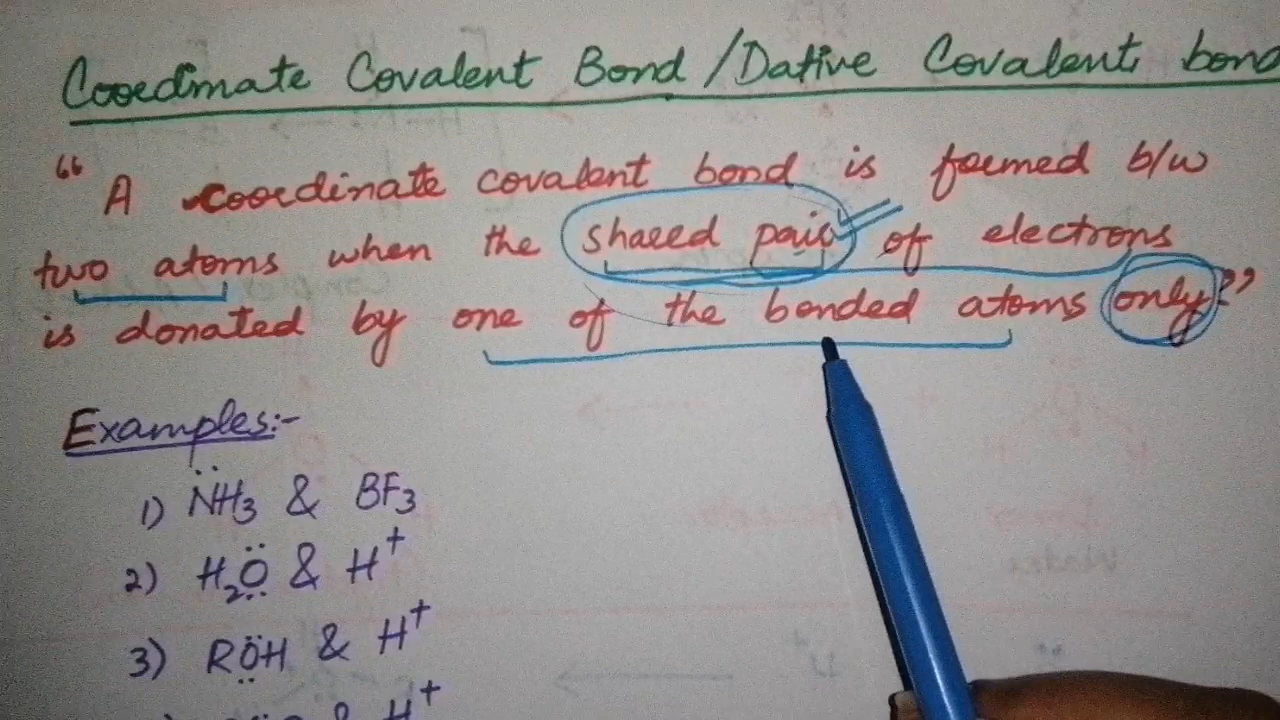 Coordinate Covalent Bond / Dative Covalent bond
“ A coordinate covalent bond is formed b/w
two atoms when the shared pair of electrons
is donated by one of the bonded atoms only.”
Examples:-
1) N̈H₃ & BF₃
2) H₂Ö & H⁺
3) RÖH & H⁺
& H⁺